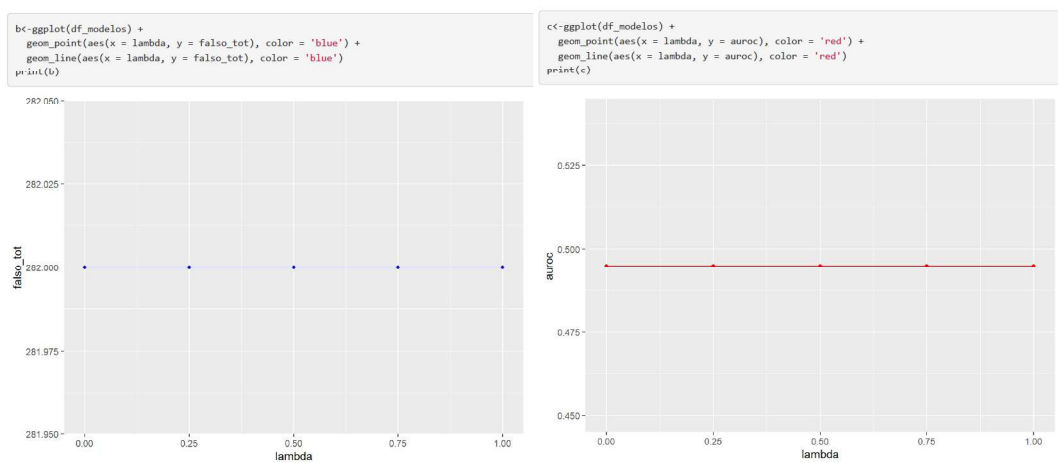 b<-ggplot(df_modelos) +
geom_point(aes(x = lambda, y = falso_tot), color = 'blue') +
geom_line(aes(x = lambda, y = falso_tot), color = 'blue')
print(b)
282.050
282.025
282.000
281.975
281.950
falso_tot
0.00 0.25 0.50 0.75 1.00
lambda
c<-ggplot(df_modelos) +
geom_point(aes(x = lambda, y = auroc), color = 'red') +
geom_line(aes(x = lambda, y = auroc), color = 'red')
print(c)
0.525
0.500
0.475
0.450
auroc
0.00 0.25 0.50 0.75 1.00
lambda